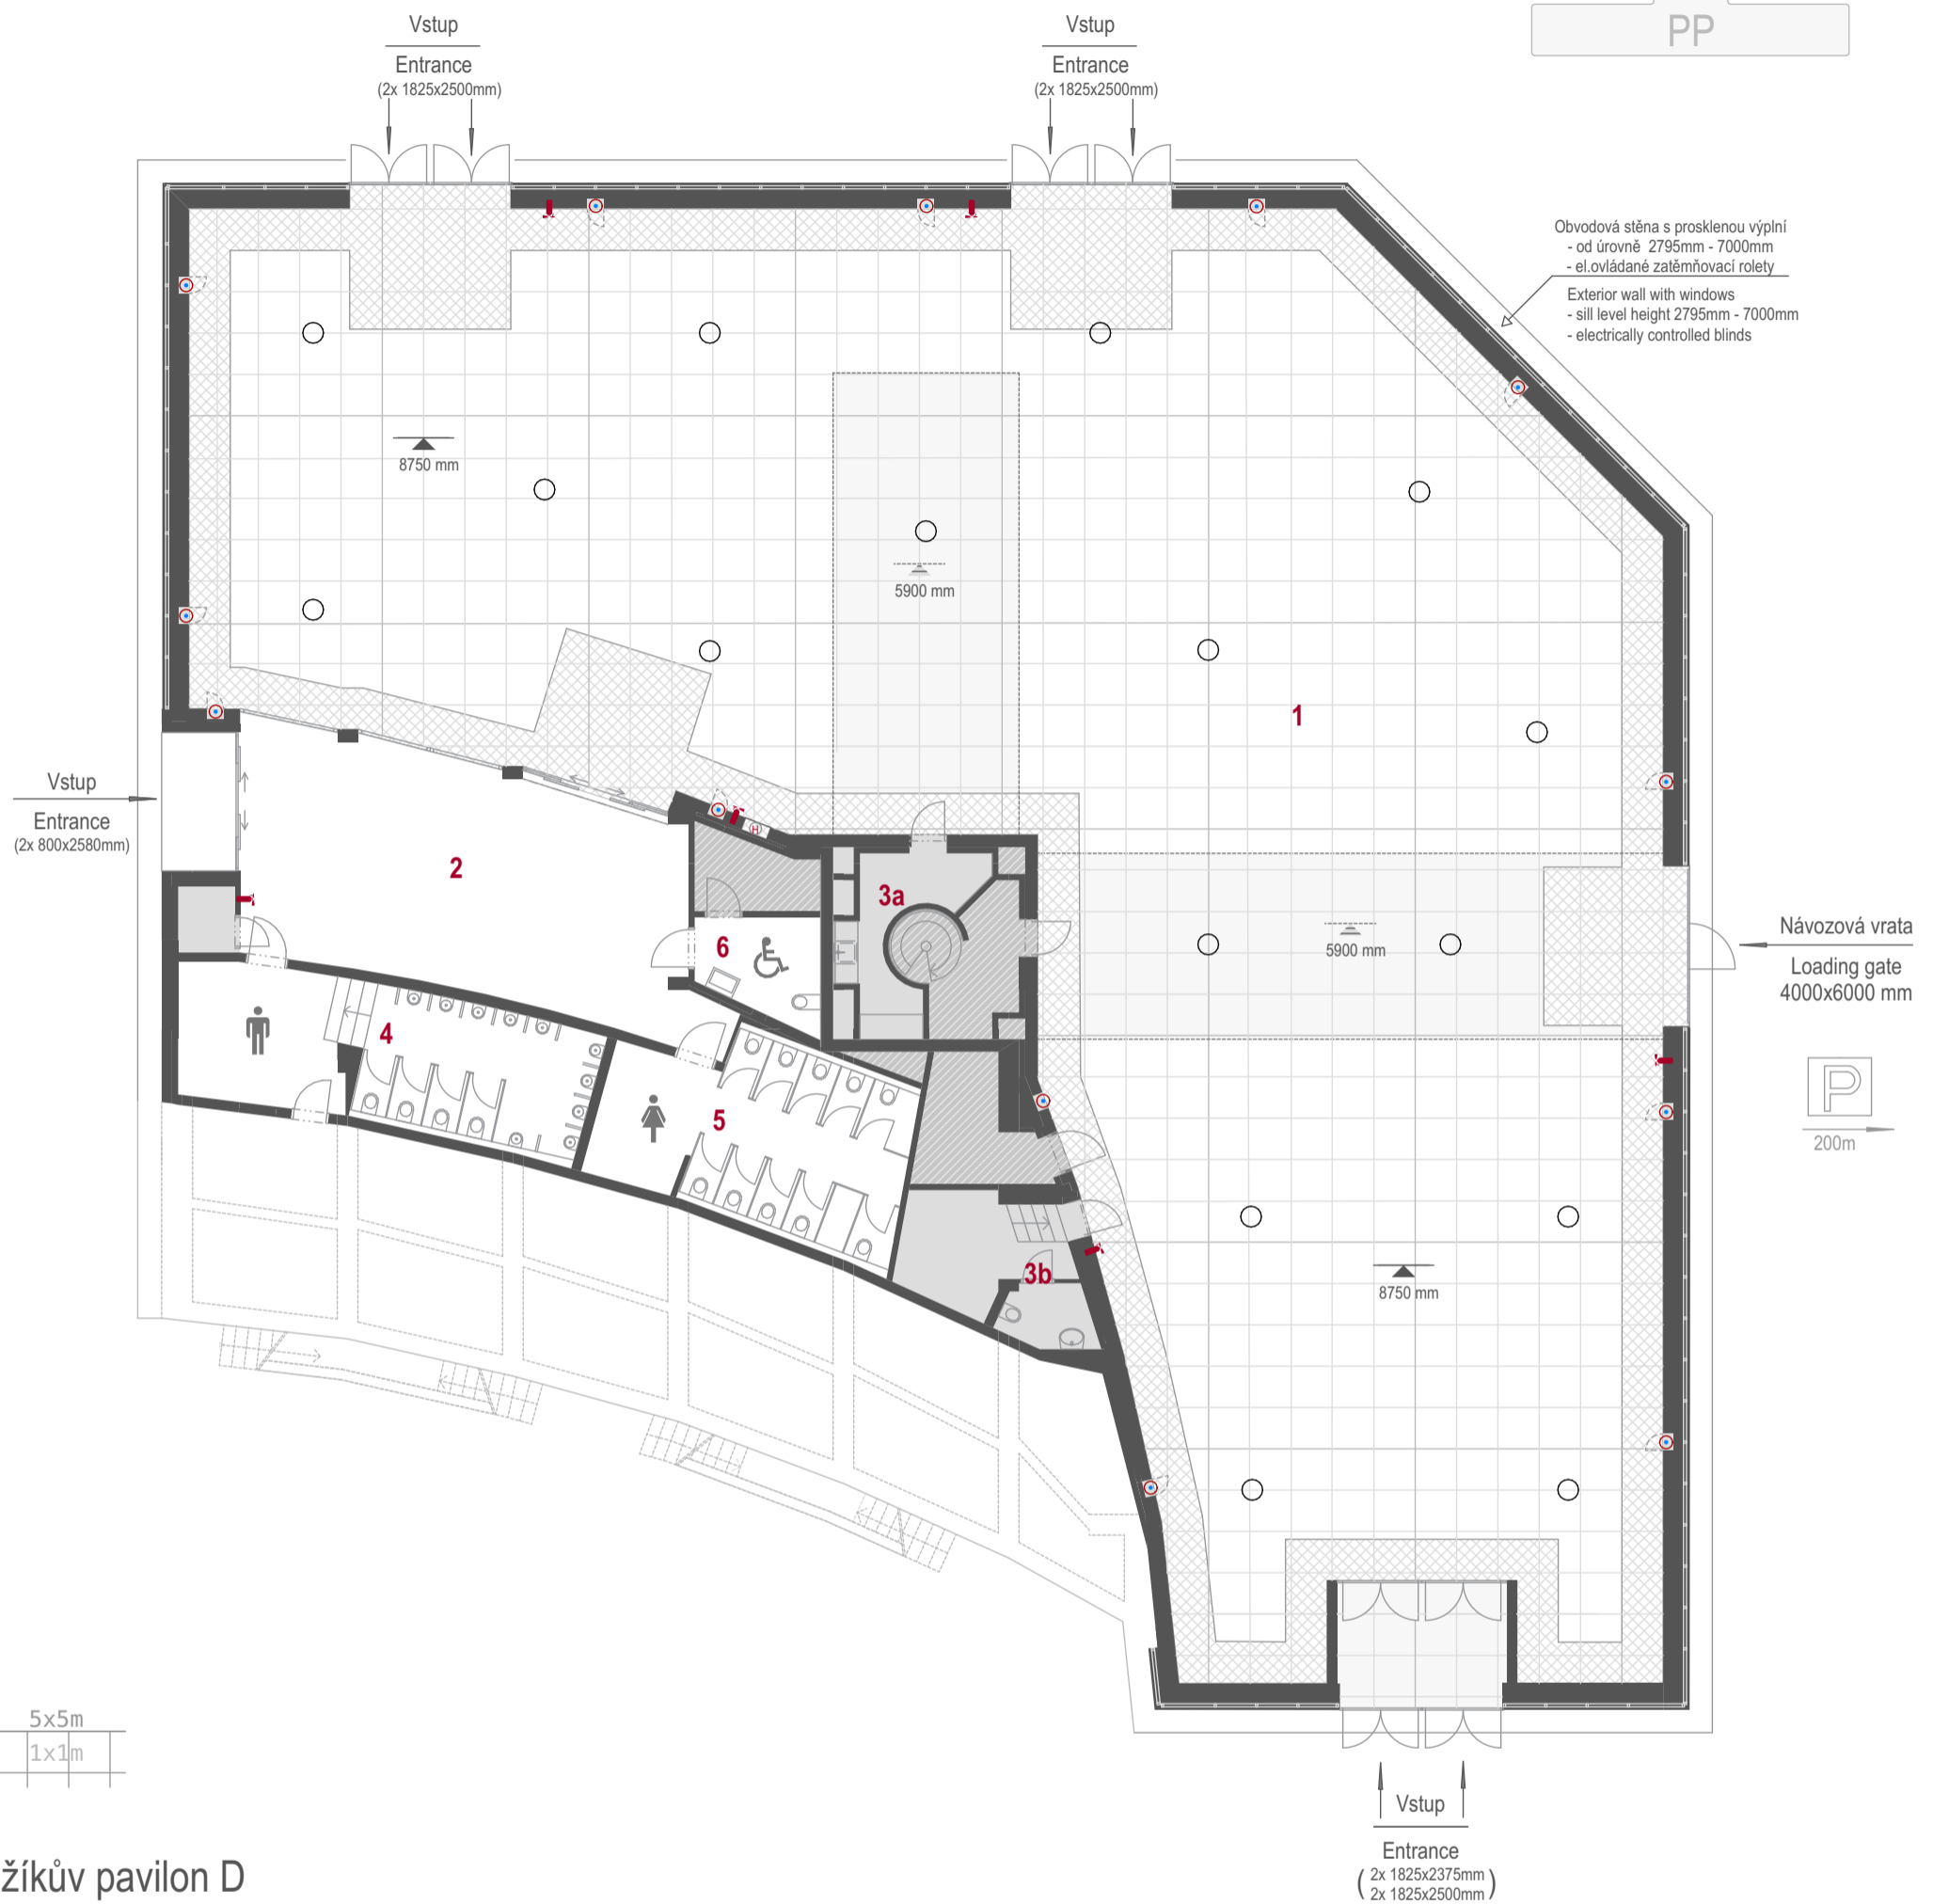 Vstup
Entrance
(2x 1825x2500mm)
Vstup
Entrance
(2x 1825x2500mm)
PP
Obvodová stěna s prosklenou výplní
- od úrovně 2795mm - 7000mm
- el.ovládané zatěmňovací rolety
Exterior wall with windows
- sill level height 2795mm - 7000mm
- electrically controlled blinds
8750 mm
5900 mm
1
Vstup
Entrance
(2x 800x2580mm)
2
H
3a
6
5900 mm
Návozová vrata
Loading gate
4000x6000 mm
4
5
P
200m
3b
8750 mm
5x5m
1x1m
Vstup
Entrance
( 2x 1825x2375mm
2x 1825x2500mm )
žíkův pavilon D